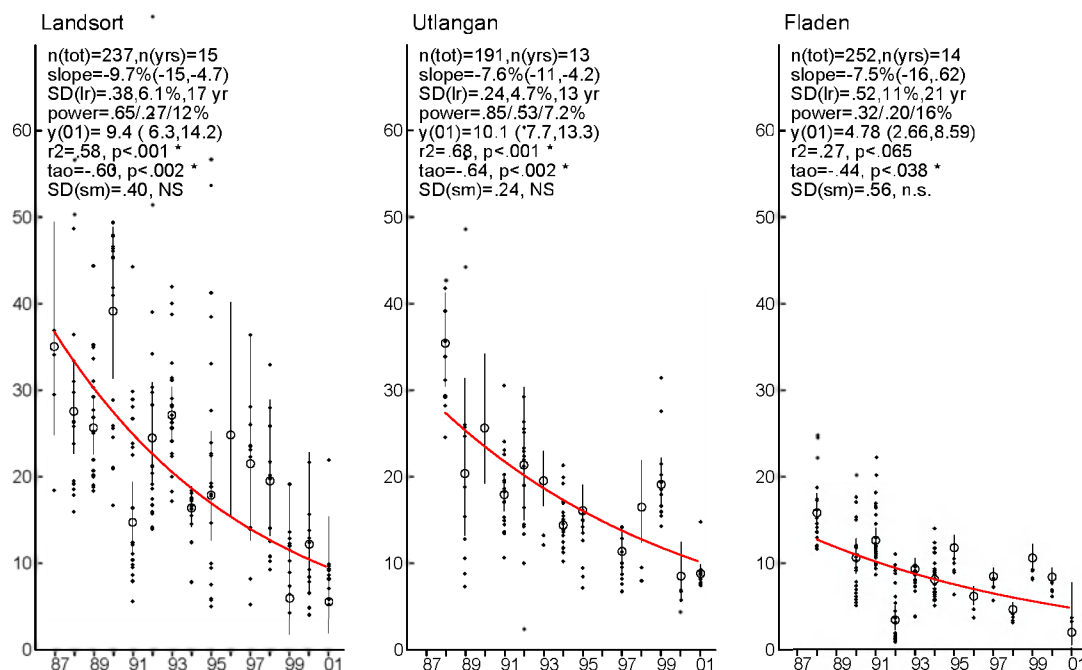 Landsort
n(tot)=237,n(yrs)=15
slope=-9.7%(-15,-4.7)
SD(lr)=.38,6.1%,17 yr
power=.65/.27/12%
y(01)= 9.4 ( 6.3,14.2)
r2=.58, p<.001 *
tao=-.60, p<.002 *
SD(sm)=.40, NS
60
50
40
30
20
10
0
87 89 91 93 95 97 99 01
Utlangan
n(tot)=191,n(yrs)=13
slope=-7.6%(-11,-4.2)
SD(lr)=.24,4.7%,13 yr
power=.85/.53/7.2%
y(01)=10.1 (*7.7,13.3)
r2=.68, p<.001 *
tao=-.64, p<.002 *
SD(sm)=.24, NS
60
50
40
30
20
10
0
87 89 91 93 95 97 99 01
Fladen
n(tot)=252,n(yrs)=14
slope=-7.5%(-16,.62)
SD(lr)=.52,11%,21 yr
power=.32/.20/16%
y(01)=4.78 (2.66,8.59)
r2=.27, p<.065
tao=-.44, p<.038 *
SD(sm)=.56, n.s.
60
50
40
30
20
10
0
87 89 91 93 95 97 99 01